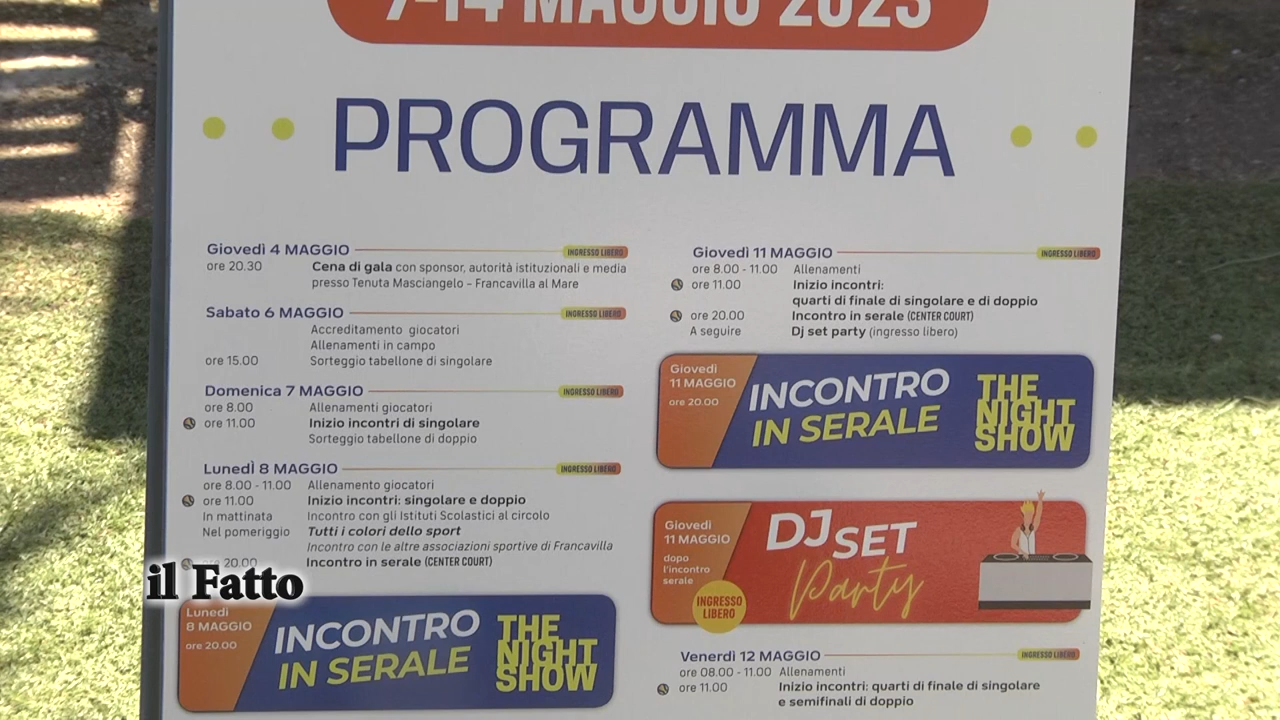 7-14 MAGGIO 2023
PROGRAMMA
Giovedì 4 MAGGIO INGRESSO LIBERO
ore 20.30 Cena di gala con sponsor, autorità istituzionali e media
presso Tenuta Masciangelo – Francavilla al Mare
Sabato 6 MAGGIO INGRESSO LIBERO
Accreditamento giocatori
Allenamenti in campo
ore 15.00 Sorteggio tabellone di singolare
Domenica 7 MAGGIO INGRESSO LIBERO
ore 8.00 Allenamenti giocatori
ore 11.00 Inizio incontri di singolare
Sorteggio tabellone di doppio
Lunedì 8 MAGGIO INGRESSO LIBERO
ore 8.00 - 11.00 Allenamento giocatori
ore 11.00 Inizio incontri: singolare e doppio
In mattinata Incontro con gli Istituti Scolastici al circolo
Nel pomeriggio Tutti i colori dello sport
Incontro con le altre associazioni sportive di Francavilla
20.00 Incontro in serale (CENTER COURT)
il Fatto
Lunedì
8 MAGGIO
ore 20.00
INCONTRO
IN SERALE
THE
NIGHT
SHOW
Giovedì 11 MAGGIO INGRESSO LIBERO
ore 8.00 - 11.00 Allenamenti
ore 11.00 Inizio incontri:
quarti di finale di singolare e di doppio
ore 20.00 Incontro in serale (CENTER COURT)
A seguire Dj set party (ingresso libero)
Giovedì
11 MAGGIO
ore 20.00
INCONTRO
IN SERALE
THE
NIGHT
SHOW
Giovedì
11 MAGGIO
dopo
l'incontro
serale
INGRESSO
LIBERO
DJ SET
Party
Venerdì 12 MAGGIO INGRESSO LIBERO
ore 08.00 - 11.00 Allenamenti
ore 11.00 Inizio incontri: quarti di finale di singolare
e semifinali di doppio